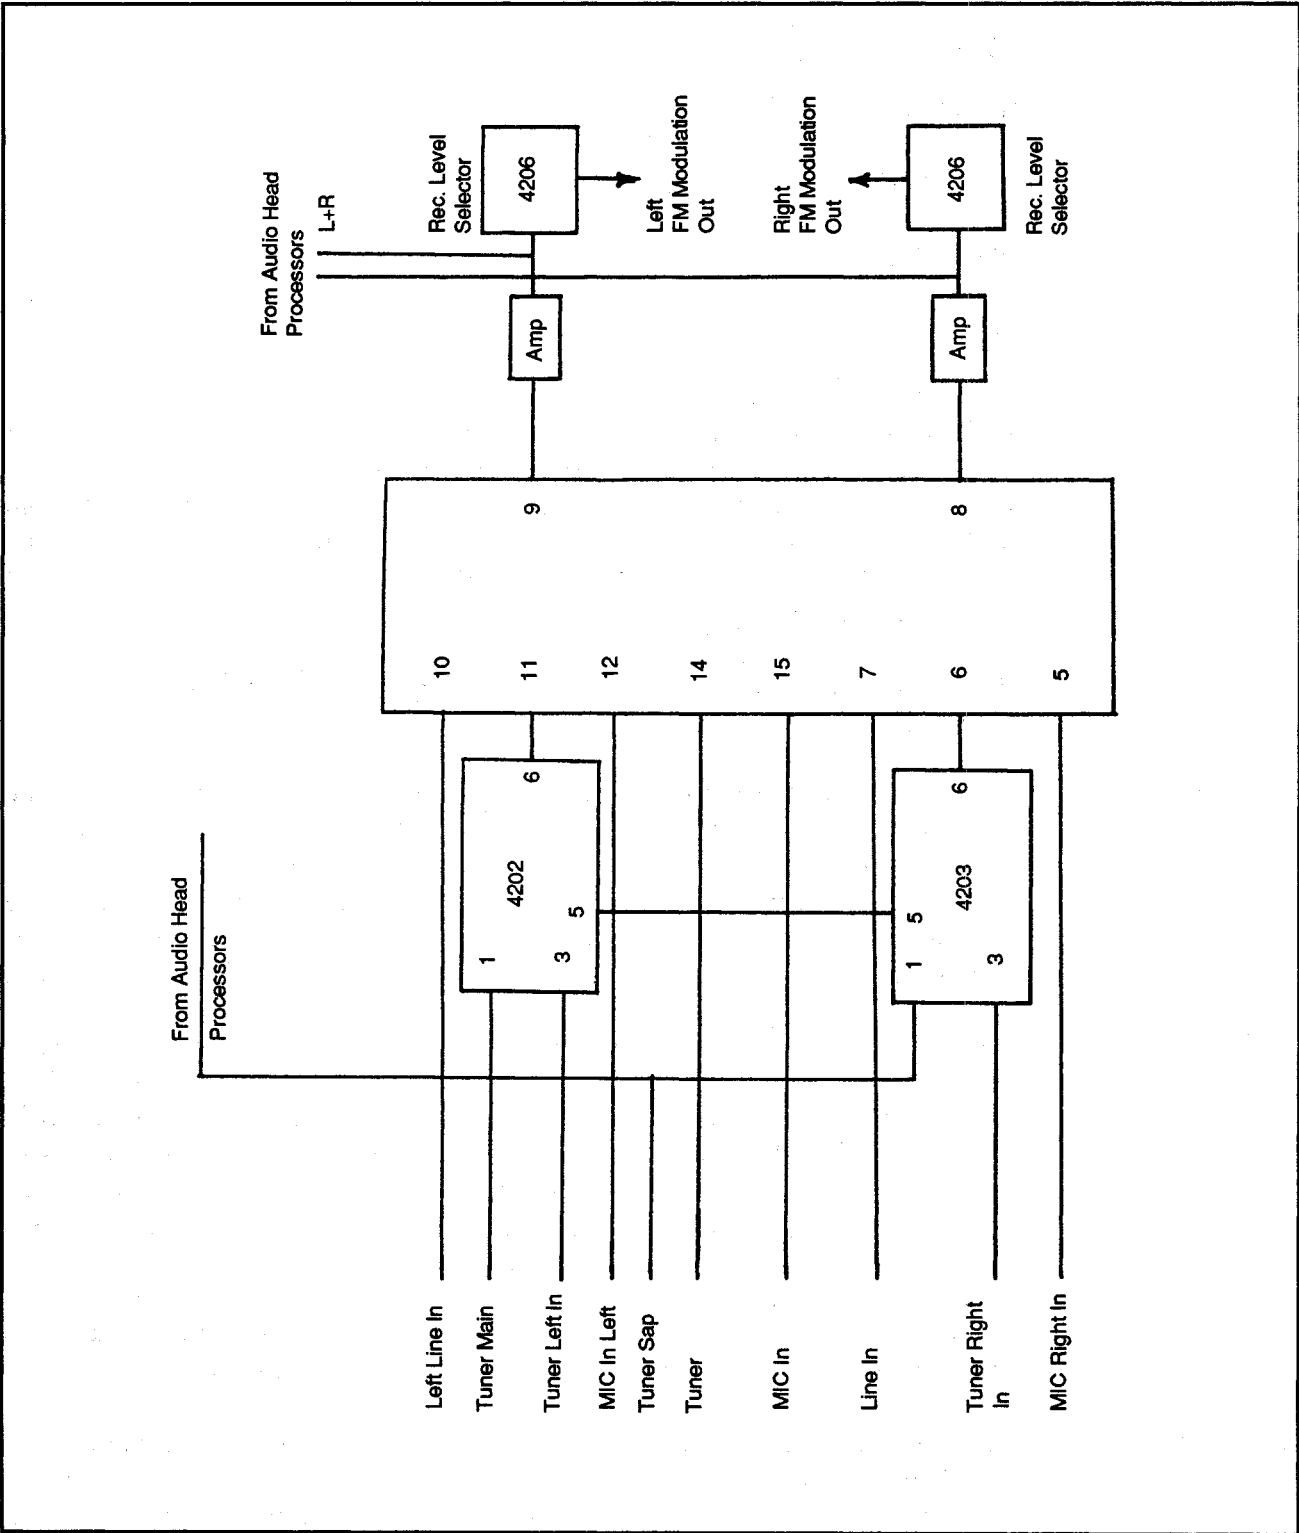 From Audio Head
Processors
From Audio Head
Processors
L+R
Left Line In
Tuner Main
Tuner Left In
MIC In Left
Tuner Sap
Tuner
MIC In
Line In
Tuner Right
In
MIC Right In
1
3
5
6
4202
1
5
3
6
4203
10
11
12
14
15
7
6
5
9
8
Amp
Amp
Rec. Level
Selector
4206
Left
FM Modulation
Out
Right
FM Modulation
Out
4206
Rec. Level
Selector